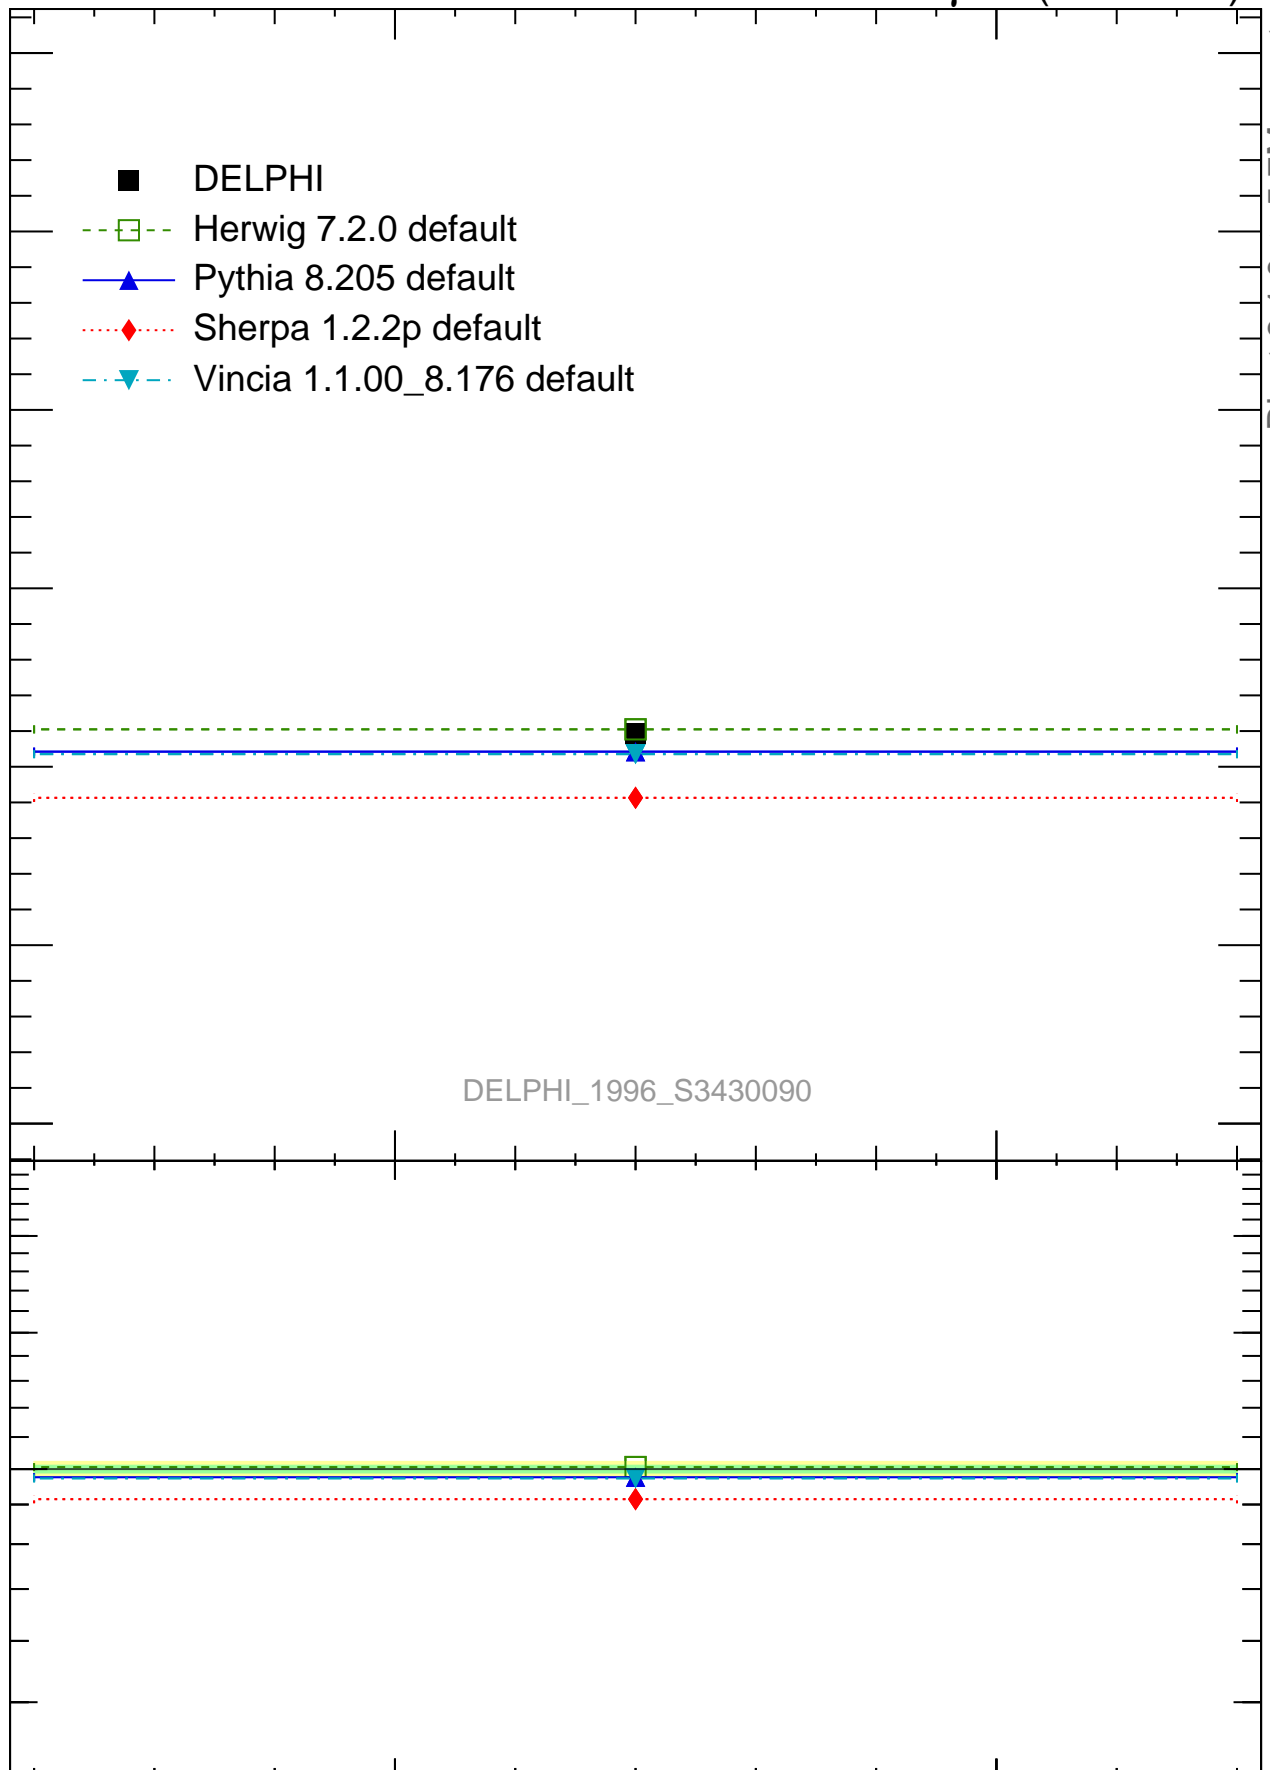 DELPHI
Herwig 7.2.0 default
Pythia 8.205 default
Sherpa 1.2.2p default
Vincia 1.1.00_8.176 default
DELPHI_1996_S3430090